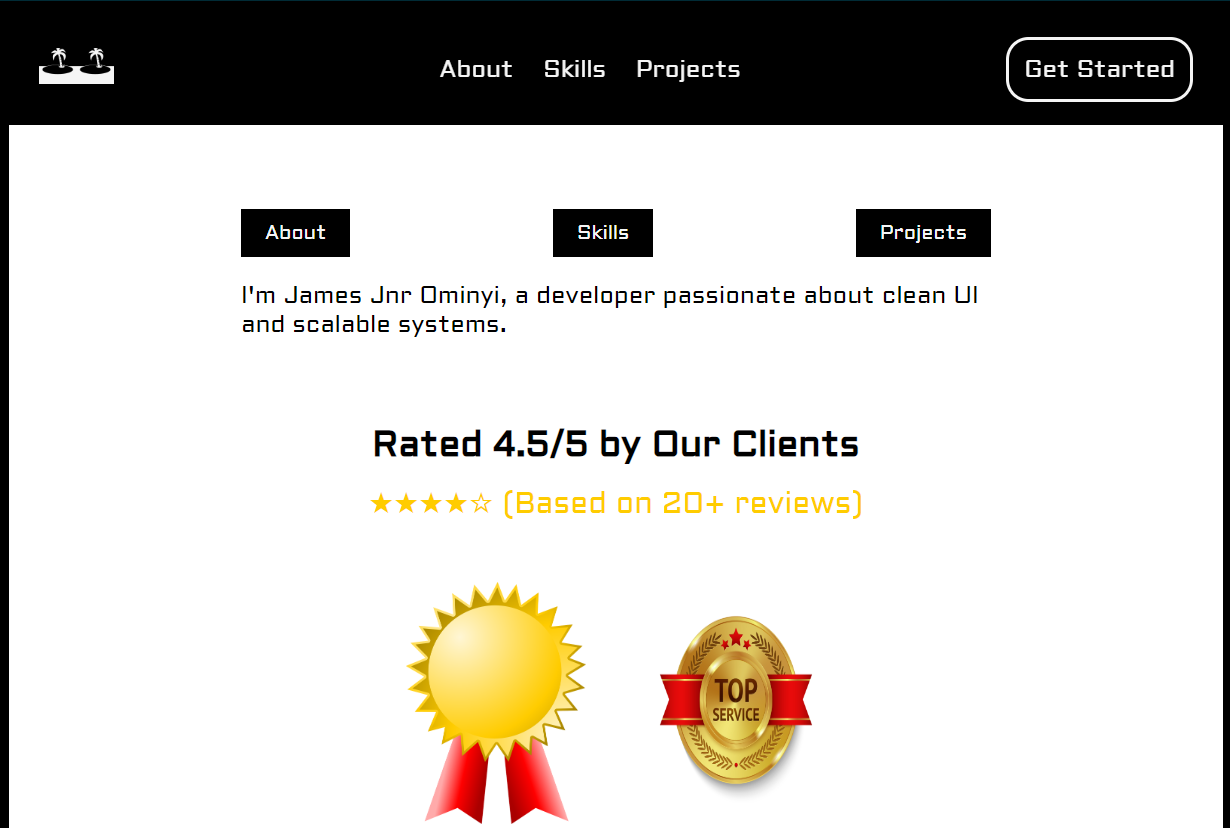 About Skills Projects Get Started
About Skills Projects
I'm James Jnr Ominyi, a developer passionate about clean UI
and scalable systems.
Rated 4.5/5 by Our Clients
★★★★☆ (Based on 20+ reviews)
TOP
SERVICE